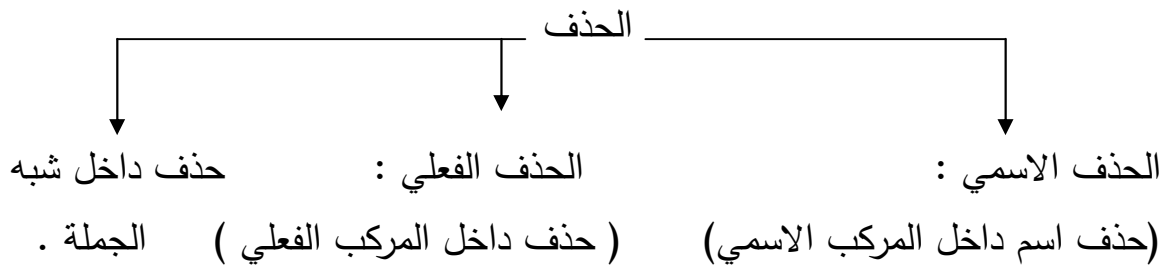 الحذف
الحذف الاسمي : الحذف الفعلي : حذف داخل شبه
(حذف اسم داخل المركب الاسمي) ( حذف داخل المركب الفعلي ) الجملة .